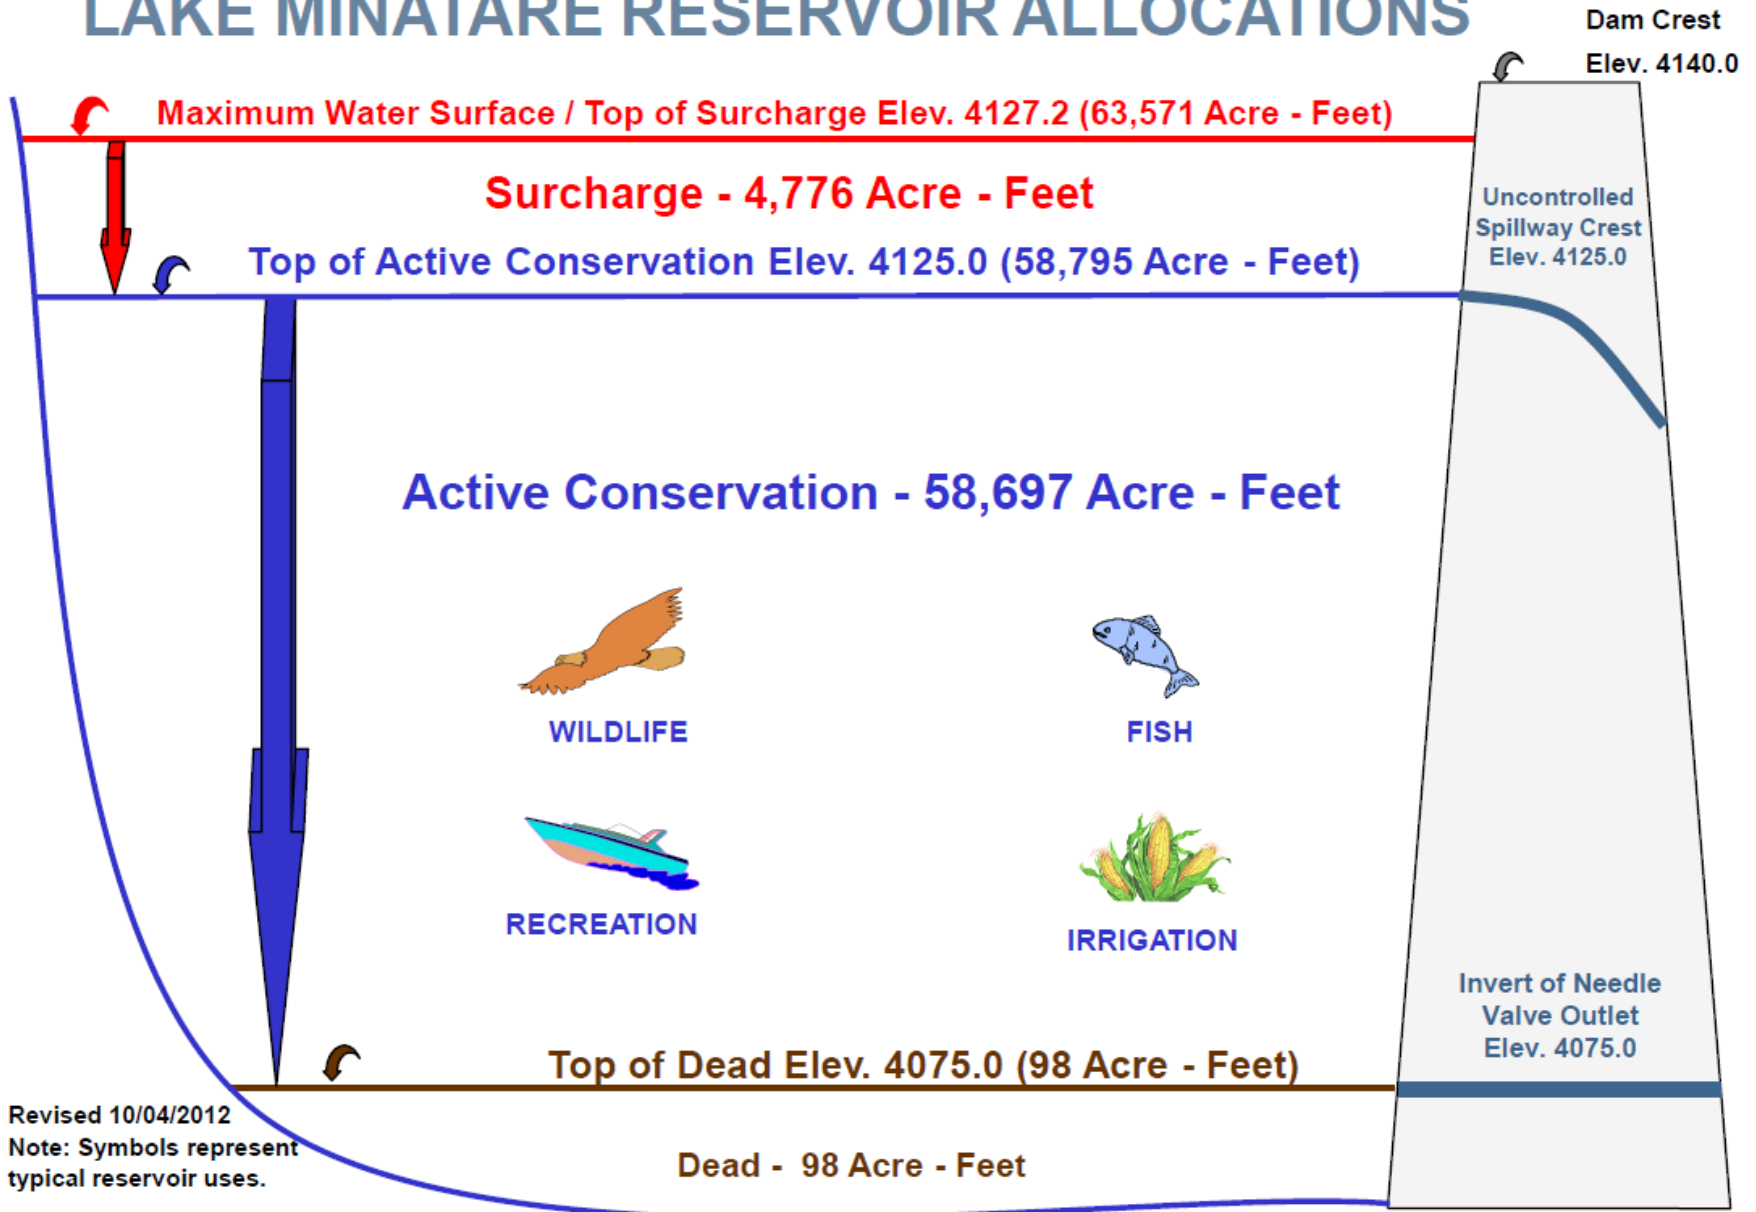 LAKE MINATARE RESERVOIR ALLOCATIONS
Dam Crest
Elev. 4140.0
Maximum Water Surface / Top of Surcharge Elev. 4127.2 (63,571 Acre - Feet)
Surcharge - 4,776 Acre - Feet
Uncontrolled
Spillway Crest
Elev. 4125.0
Top of Active Conservation Elev. 4125.0 (58,795 Acre - Feet)
Active Conservation - 58,697 Acre - Feet
WILDLIFE
FISH
RECREATION
IRRIGATION
Invert of Needle
Valve Outlet
Elev. 4075.0
Top of Dead Elev. 4075.0 (98 Acre - Feet)
Revised 10/04/2012
Note: Symbols represent
typical reservoir uses.
Dead -  98 Acre - Feet